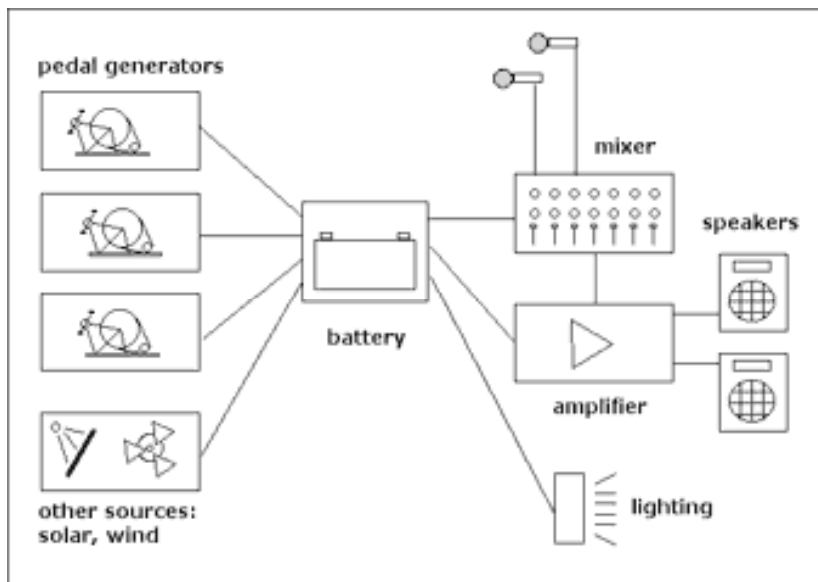 pedal generators
mixer
speakers
battery
amplifier
other sources:
solar, wind
lighting